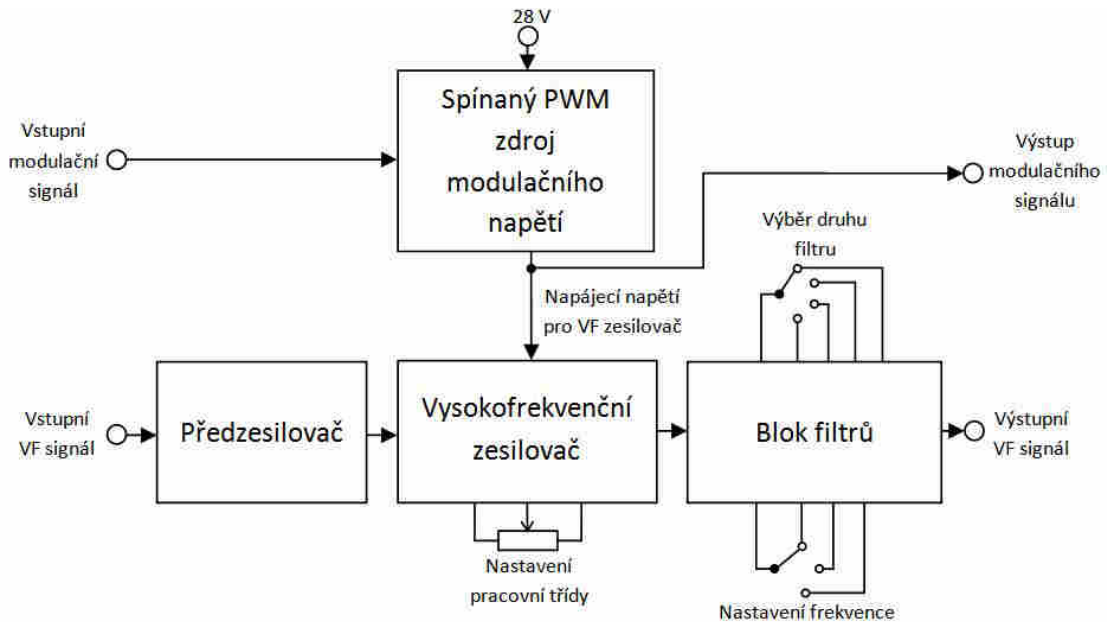 28 V
Spínaný PWM
zdroj
modulačního
napětí
Vstupní
modulační
signál
Výstup
modulačního
signálu
Výběr druhu
filtru
Napájecí napětí
pro VF zesilovač
Vstupní
VF signál
Předzesilovač
Vysokofrekvenční
zesilovač
Blok filtrů
Výstupní
VF signál
Nastavení
pracovní třídy
Nastavení frekvence